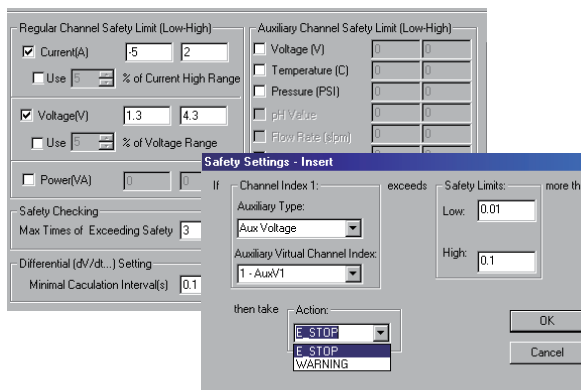 Regular Channel Safety Limit (Low-High)
Current(A) -5 2
Use 5 % of Current High Range
Voltage(V) 1.3 4.3
Use 5 % of Voltage Range
Power(VA) 0 0
Safety Checking
Max Times of Exceeding Safety 3
Differential (dV/dt...) Setting
Minimal Caculation Interval(s) 0.1
Auxiliary Channel Safety Limit (Low-High)
Voltage (V) 0 0
Temperature (C) 0 0
Pressure (PSI) 0 0
pH Value 0 0
Flow Rate (slpm) 0 0
Safety Settings - Insert
If Channel Index 1: exceeds Safety Limits: more th
Auxiliary Type:
Aux Voltage
Auxiliary Virtual Channel Index:
1 - AuxV1
Low: 0.01
High: 0.1
then take Action:
E_STOP
E_STOP
WARNING
OK
Cancel